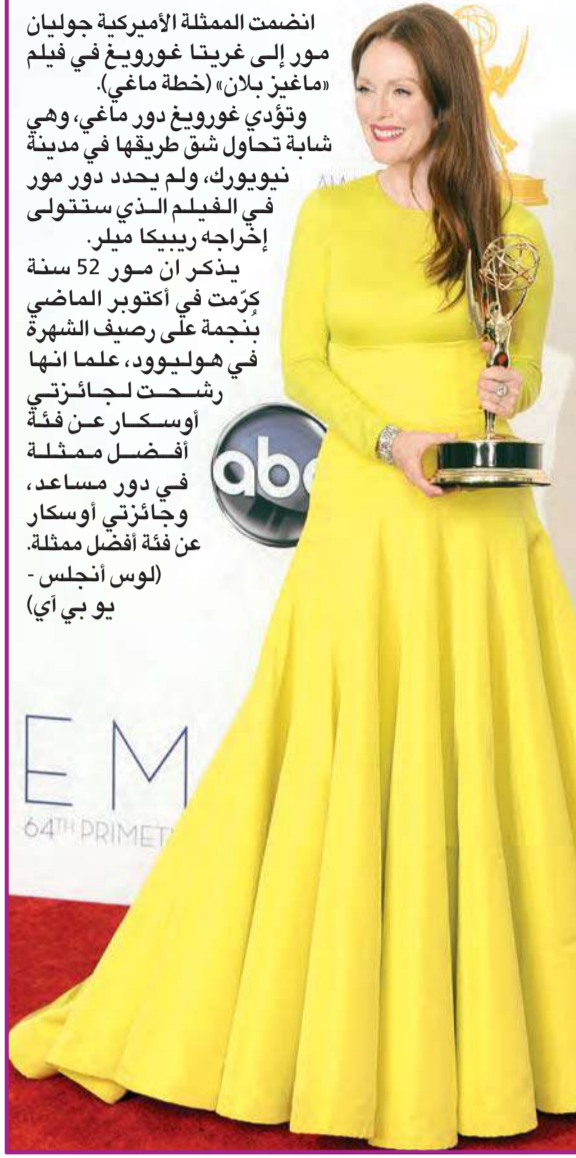 انضمت الممثلة الأميركية جوليان
مور إلى غريتا غورويغ في فيلم
«ماغيز بلان» (خطة ماغي).
وتؤدي غورويغ دور ماغي، وهي
شابة تحاول شق طريقها في مدينة
نيويورك، ولم يحدد دور مور
في الفيلم الذي ستتولى
إخراجه ريبيكا ميلر.
يذكر ان مور 52 سنة
كرّمت في أكتوبر الماضي
بُنجمة على رصيف الشهرة
في هوليوود، علما انها
رشحت لجائزتي
أوسكار عن فئة
أفضل ممثلة
في دور مساعد،
وجائزتي أوسكار
عن فئة أفضل ممثلة.
(لوس أنجلس -
يو بي آي)
abc
EM
64TH PRIMET